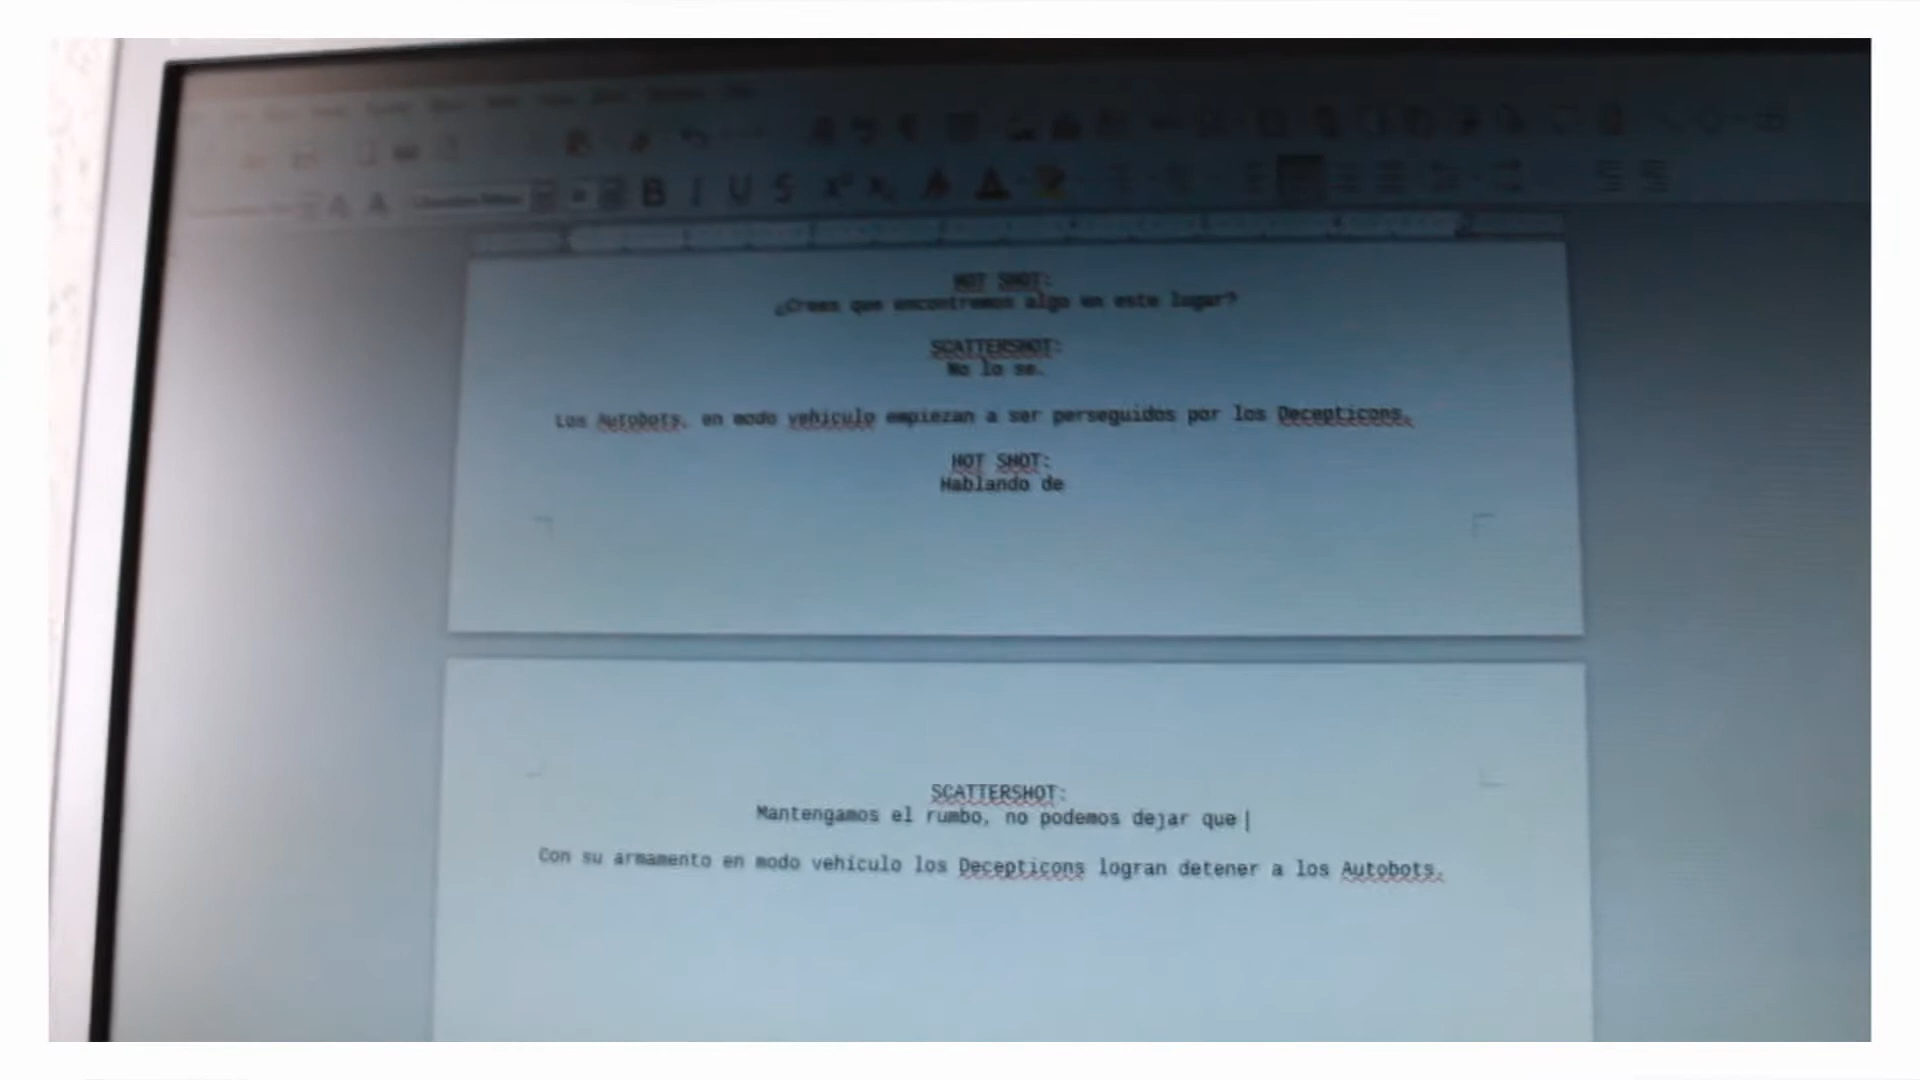 HOT SHOT:
¿Crees que encontremos algo en este lugar?
SCATTERSHOT:
No lo se.
Los Autobots, en modo vehiculo empiezan a ser perseguidos por los Decepticons.
HOT SHOT:
Hablando de
SCATTERSHOT:
Mantengamos el rumbo, no podemos dejar que
Con su armamento en modo vehículo los Decepticons logran detener a los Autobots.